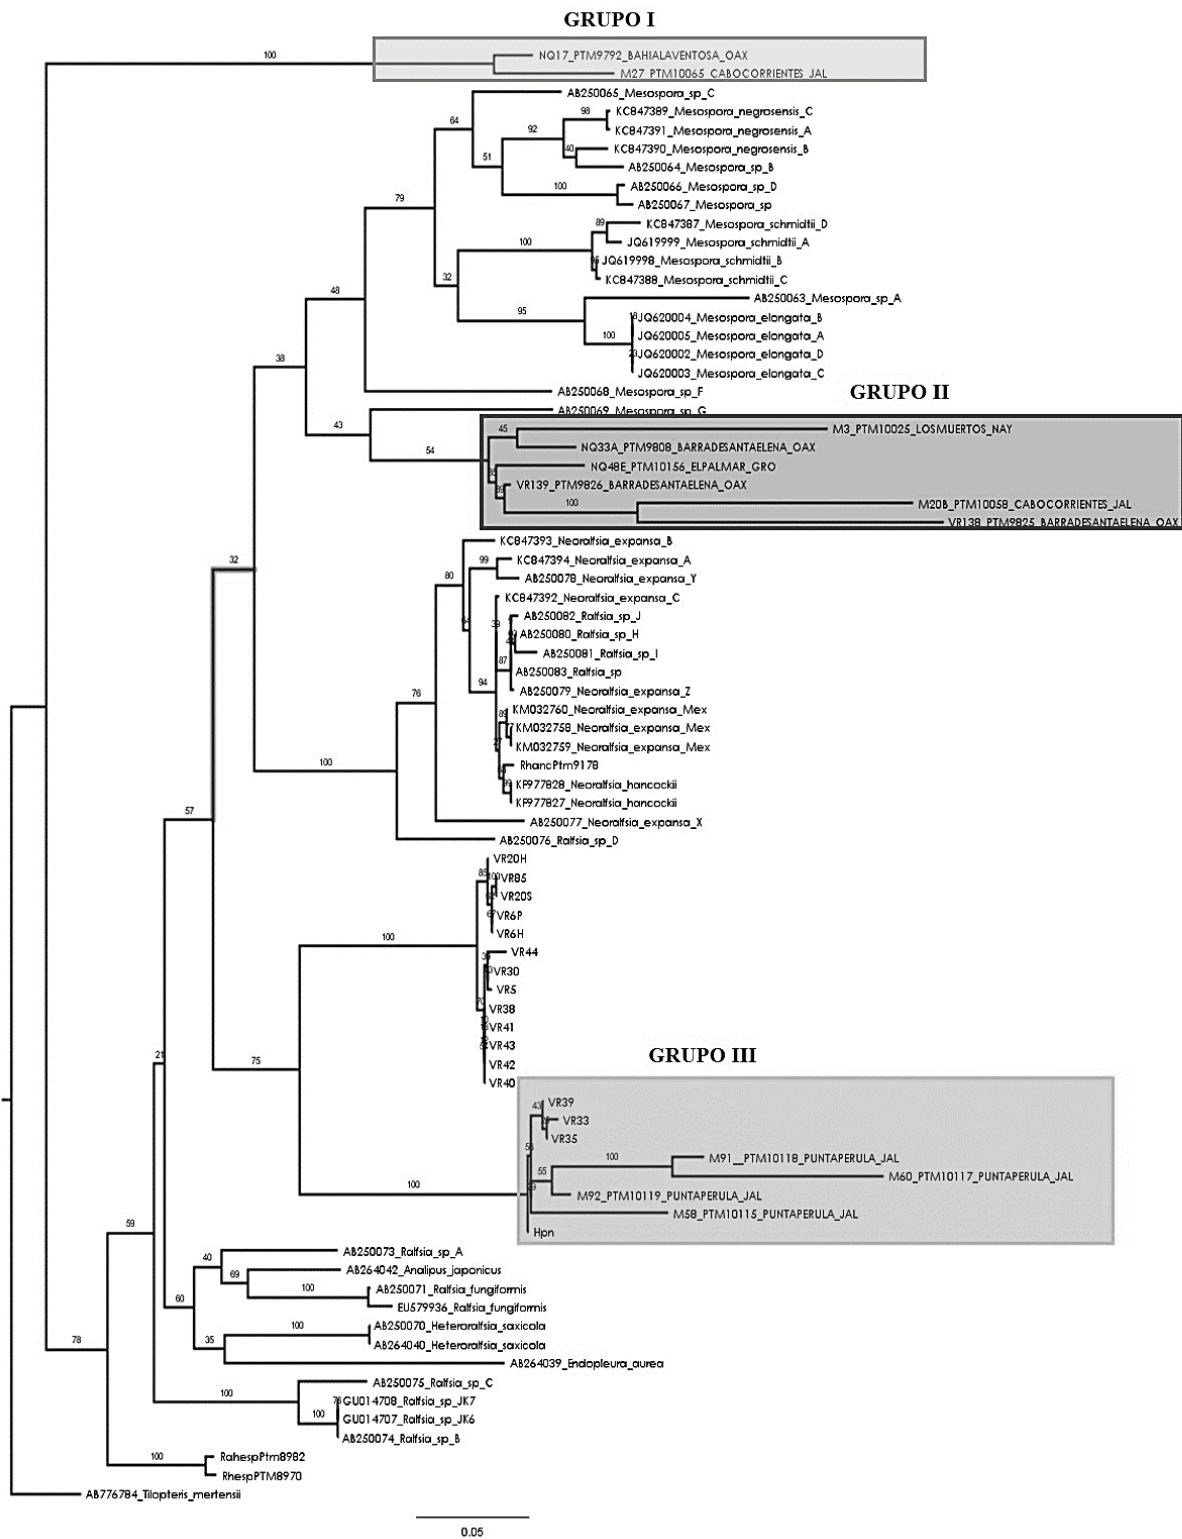 GRUPO I
100
NQ17_PTM9792_BAHIALAVENTOSA_OAX
M27_PTM10065_CABOCORRIENTES_JAL
AB250065_Mesospora_sp_C
98
KC847389_Mesospora_negrosensis_C
64
92
KC847391_Mesospora_negrosensis_A
40
KC847390_Mesospora_negrosensis_B
51
AB250064_Mesospora_sp_B
100
AB250066_Mesospora_sp_D
79
AB250067_Mesospora_sp
89
KC847387_Mesospora_schmidtii_D
100
JQ619999_Mesospora_schmidtii_A
JQ619998_Mesospora_schmidtii_B
32
KC847388_Mesospora_schmidtii_C
48
AB250063_Mesospora_sp_A
95
JQ620004_Mesospora_elongata_B
100
JQ620005_Mesospora_elongata_A
JQ620002_Mesospora_elongata_D
38
JQ620003_Mesospora_elongata_C
AB250068_Mesospora_sp_F
GRUPO II
AB250069_Mesospora_sp_G
43
45
M3_PTM10025_LOSMUERTOS_NAY
54
NQ33A_PTM9808_BARRADESANTAELENA_OAX
NQ48E_PTM10156_ELPALMAR_GRO
VR139_PTM9826_BARRADESANTAELENA_OAX
100
M20B_PTM10058_CABOCORRIENTES_JAL
VR138_PTM9825_BARRADESANTAELENA_OAX
KC847393_Neoralfsia_expansa_B
32
99
KC847394_Neoralfsia_expansa_A
80
AB250078_Neoralfsia_expansa_Y
KC847392_Neoralfsia_expansa_C
AB250082_Ralfsia_sp_J
39
AB250080_Ralfsia_sp_H
AB250081_Ralfsia_sp_I
87
AB250083_Ralfsia_sp
94
AB250079_Neoralfsia_expansa_Z
76
KM032760_Neoralfsia_expansa_Mex
KM032758_Neoralfsia_expansa_Mex
KM032759_Neoralfsia_expansa_Mex
100
RhancPtm9178
KP977828_Neoralfsia_hancockii
KP977827_Neoralfsia_hancockii
57
AB250077_Neoralfsia_expansa_X
AB250076_Ralfsia_sp_D
VR20H
85
VR85
VR20S
VR6P
VR6H
100
VR44
VR30
VR5
VR38
VR41
VR43
21
75
VR42
GRUPO III
VR40
43
VR39
VR33
VR35
100
M91__PTM10118_PUNTAPERULA_JAL
55
M60_PTM10117_PUNTAPERULA_JAL
100
M92_PTM10119_PUNTAPERULA_JAL
M58_PTM10115_PUNTAPERULA_JAL
59
Hpn
40
AB250073_Ralfsia_sp_A
69
AB264042_Analipus_japonicus
100
AB250071_Ralfsia_fungiformis
60
EU579936_Ralfsia_fungiformis
100
AB250070_Heteroralfsia_saxicola
35
AB264040_Heteroralfsia_saxicola
78
AB264039_Endopleura_aurea
100
AB250075_Ralfsia_sp_C
GU014708_Ralfsia_sp_JK7
100
GU014707_Ralfsia_sp_JK6
AB250074_Ralfsia_sp_B
100
RahespPtm8982
RhespPTM8970
AB776784_Tilopteris_mertensii
0.05